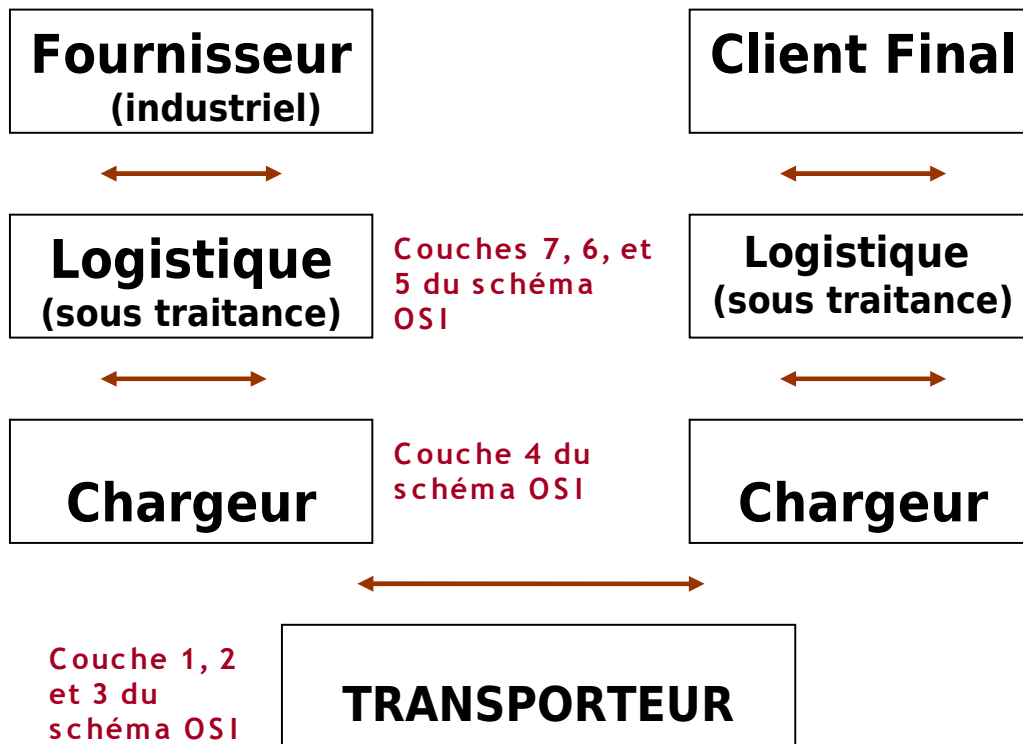 Fournisseur
(industriel)
Client Final
Logistique
(sous traitance)
Couches 7, 6, et
5 du schéma
OSI
Logistique
(sous traitance)
Chargeur
Couche 4 du
schéma OSI
Chargeur
Couche 1, 2
et 3 du
schéma OSI
TRANSPORTEUR